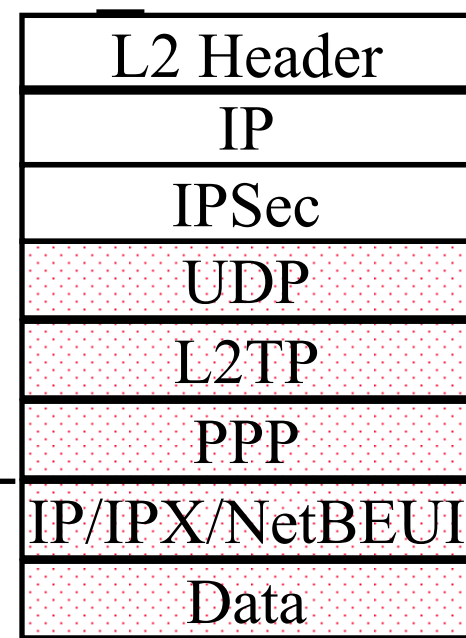 L2 Header
IP
IPSec
UDP
L2TP
PPP
IP/IPX/NetBEUI
Data